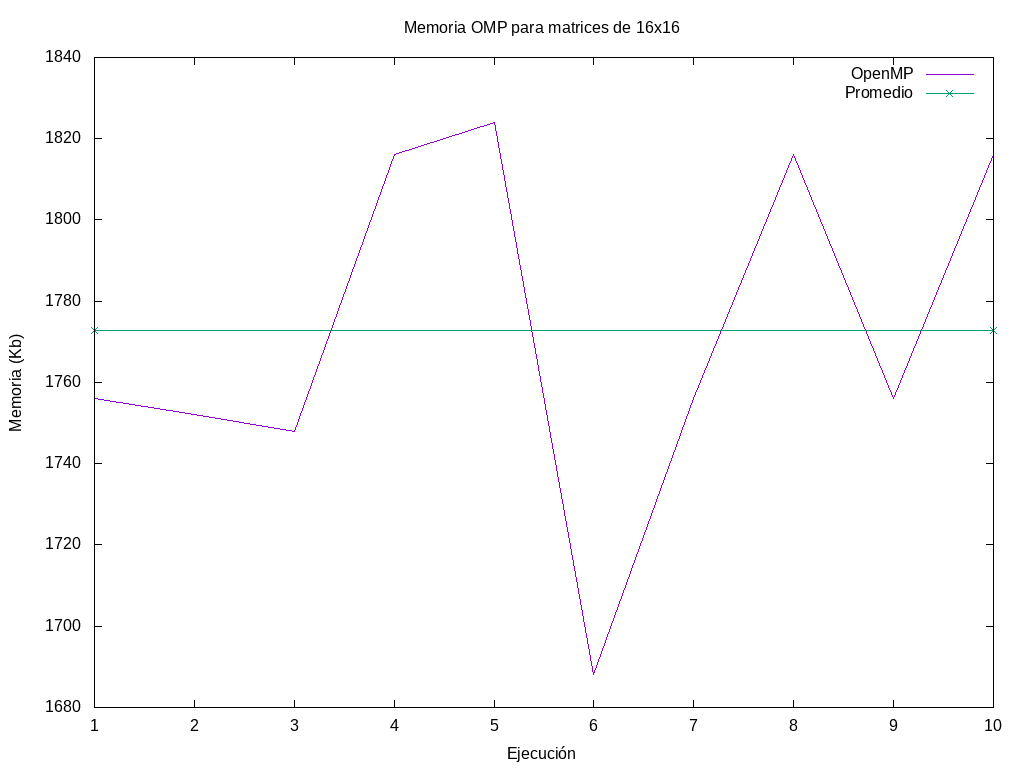 Memoria OMP para matrices de 16x16
OpenMP
Promedio
1840
1820
1800
1780
1760
1740
1720
1700
1680
Memoria (Kb)
1 2 3 4 5 6 7 8 9 10
Ejecución